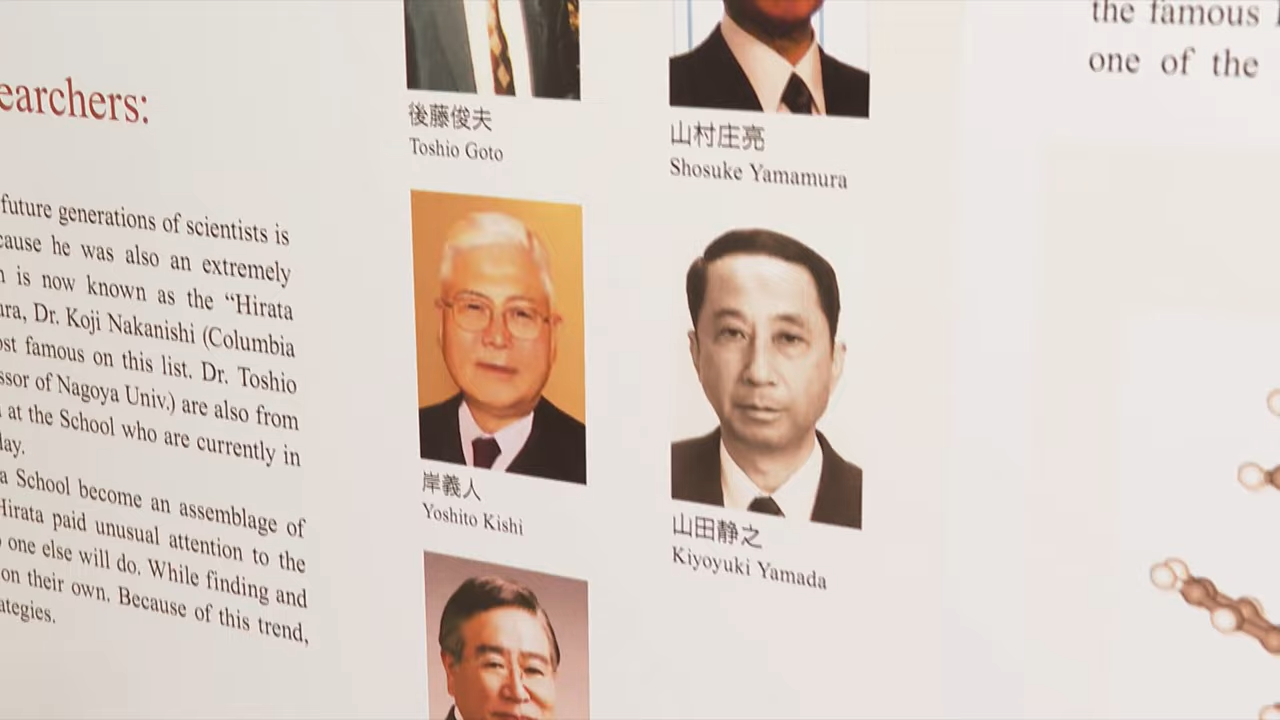 earchers:
future generations of scientists is
cause he was also an extremely
is now known as the “Hirata
ura, Dr. Koji Nakanishi (Columbia
ost famous on this list. Dr. Toshio
ssor of Nagoya Univ.) are also from
at the School who are currently in
lay.
a School become an assemblage of
Hirata paid unusual attention to the
one else will do. While finding and
on their own. Because of this trend,
ategies.
後藤俊夫
Toshio Goto
岸義人
Yoshito Kishi
山村庄亮
Shosuke Yamamura
山田静之
Kiyoyuki Yamada
the famous
one of the